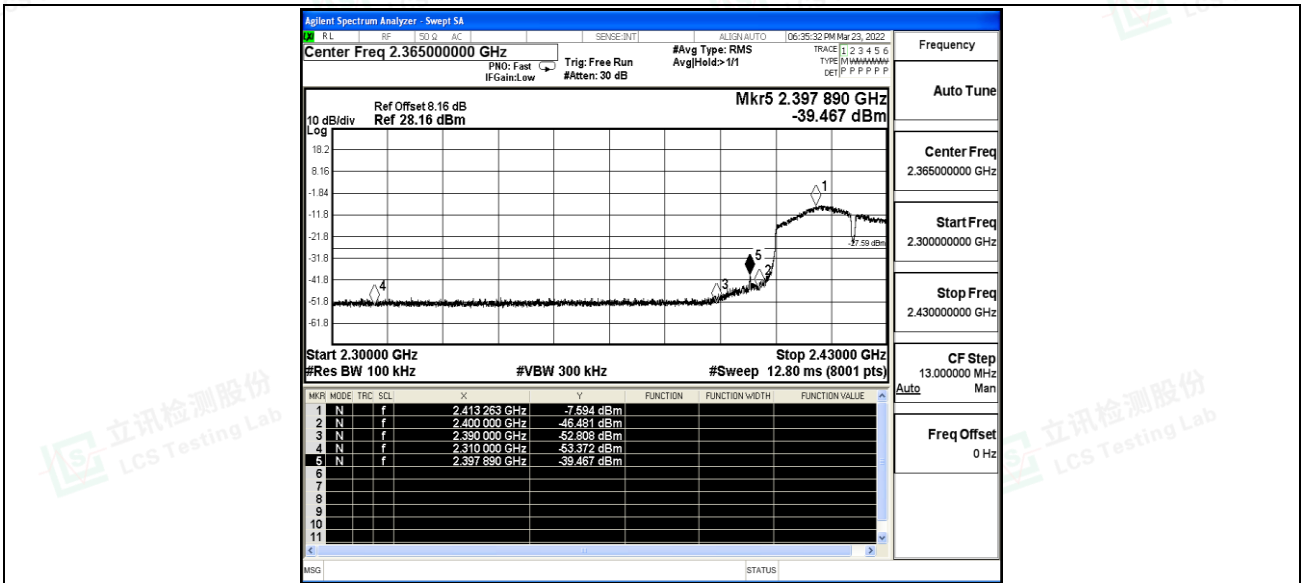 Agilent Spectrum Analyzer - Swept SA
RL RF 50 Ω AC SENSE:INT ALIGN AUTO 06:35:32 PM Mar 23, 2022
Center Freq 2.365000000 GHz
PNO: Fast
IFGain:Low
Trig: Free Run
#Atten: 30 dB
#Avg Type: RMS
Avg|Hold:>1/1
TRACE 1 2 3 4 5 6
TYPE M WWWWW
DET P P P P P P
Mkr5 2.397 890 GHz
-39.467 dBm
Ref Offset 8.16 dB
10 dB/div Ref 28.16 dBm
Log
18.2
8.16
-1.84
-11.8
-21.8
-31.8
-41.8
-51.8
-61.8
1
-27.59 dBm
5
2
3
4
Start 2.30000 GHz Stop 2.43000 GHz
#Res BW 100 kHz #VBW 300 kHz #Sweep 12.80 ms (8001 pts)
MKR MODE TRC SCL X Y FUNCTION FUNCTION WIDTH FUNCTION VALUE
1 N f 2.413 263 GHz -7.594 dBm
2 N f 2.400 000 GHz -46.481 dBm
3 N f 2.390 000 GHz -52.808 dBm
4 N f 2.310 000 GHz -53.372 dBm
5 N f 2.397 890 GHz -39.467 dBm
6
7
8
9
10
11
MSG STATUS
Frequency
Auto Tune
Center Freq
2.365000000 GHz
Start Freq
2.300000000 GHz
Stop Freq
2.430000000 GHz
CF Step
13.000000 MHz
Auto Man
Freq Offset
0 Hz
立讯检测股份
LCS Testing Lab
立讯检测股份
LCS Testing Lab